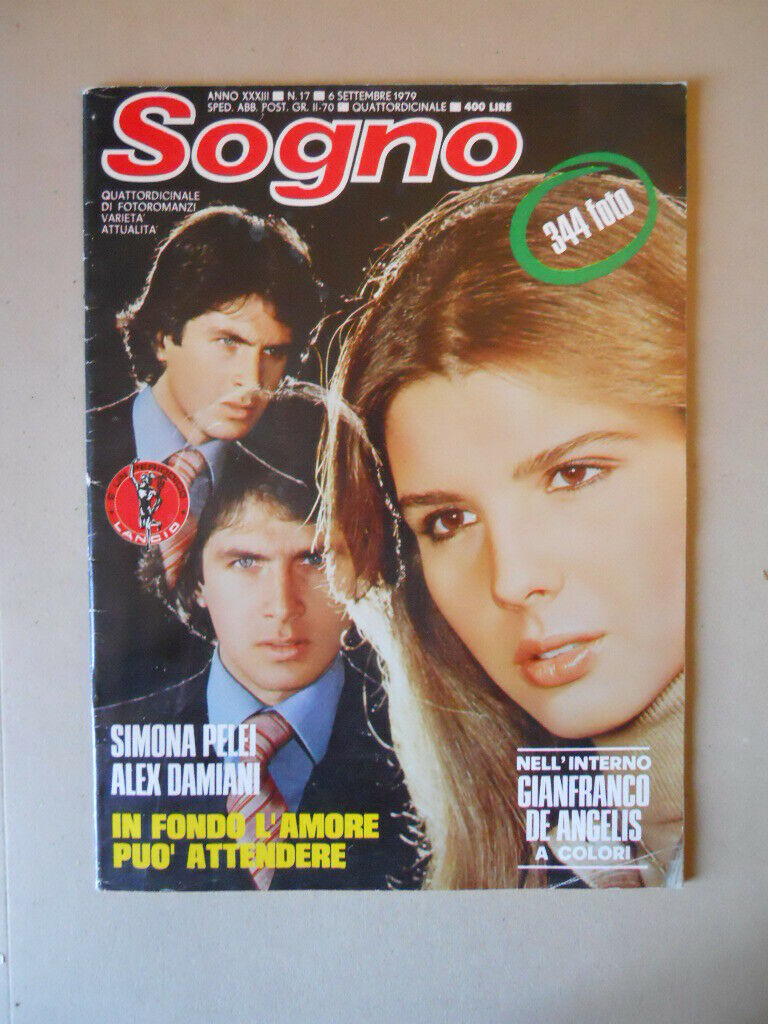 ANNO XXXIII ■ N. 17 ■ 6 SETTEMBRE 1979
SPED. ABB. POST. GR. II-70 ■ QUATTORDICINALE ■ 400 LIRE
Sogno
QUATTORDICINALE
DI FOTOROMANZI
VARIETA'
ATTUALITA'
344 foto
LANCIO
SIMONA PELEI
ALEX DAMIANI
IN FONDO L'AMORE
PUO' ATTENDERE
NELL'INTERNO
GIANFRANCO
DE ANGELIS
A COLORI